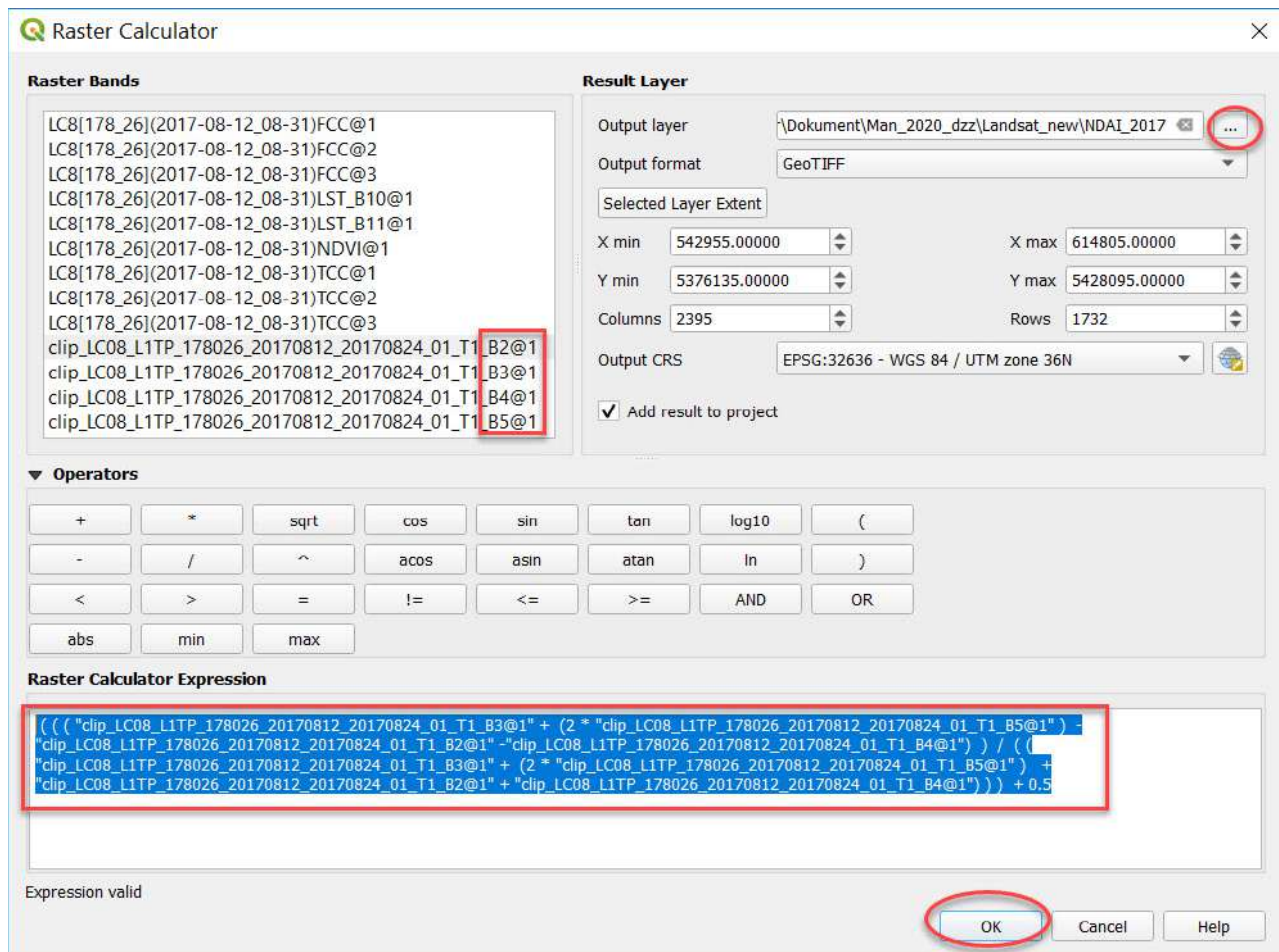 Raster Calculator
Raster Bands
LC8[178_26](2017-08-12_08-31)FCC@1
LC8[178_26](2017-08-12_08-31)FCC@2
LC8[178_26](2017-08-12_08-31)FCC@3
LC8[178_26](2017-08-12_08-31)LST_B10@1
LC8[178_26](2017-08-12_08-31)LST_B11@1
LC8[178_26](2017-08-12_08-31)NDVI@1
LC8[178_26](2017-08-12_08-31)TCC@1
LC8[178_26](2017-08-12_08-31)TCC@2
LC8[178_26](2017-08-12_08-31)TCC@3
clip_LC08_L1TP_178026_20170812_20170824_01_T1_B2@1
clip_LC08_L1TP_178026_20170812_20170824_01_T1_B3@1
clip_LC08_L1TP_178026_20170812_20170824_01_T1_B4@1
clip_LC08_L1TP_178026_20170812_20170824_01_T1_B5@1
Result Layer
Output layer \Dokument\Man_2020_dzz\Landsat_new\NDAI_2017 ...
Output format GeoTIFF
Selected Layer Extent
X min 542955.00000 X max 614805.00000
Y min 5376135.00000 Y max 5428095.00000
Columns 2395 Rows 1732
Output CRS EPSG:32636 - WGS 84 / UTM zone 36N
Add result to project
Operators
+ * sqrt cos sin tan log10 (
- / ^ acos asin atan ln )
< > = != <= >= AND OR
abs min max
Raster Calculator Expression
( ( ( "clip_LC08_L1TP_178026_20170812_20170824_01_T1_B3@1" + (2 * "clip_LC08_L1TP_178026_20170812_20170824_01_T1_B5@1" ) -
"clip_LC08_L1TP_178026_20170812_20170824_01_T1_B2@1" -"clip_LC08_L1TP_178026_20170812_20170824_01_T1_B4@1") ) / ( (
"clip_LC08_L1TP_178026_20170812_20170824_01_T1_B3@1" + (2 * "clip_LC08_L1TP_178026_20170812_20170824_01_T1_B5@1" ) +
"clip_LC08_L1TP_178026_20170812_20170824_01_T1_B2@1" + "clip_LC08_L1TP_178026_20170812_20170824_01_T1_B4@1") ) ) + 0.5
Expression valid
OK Cancel Help